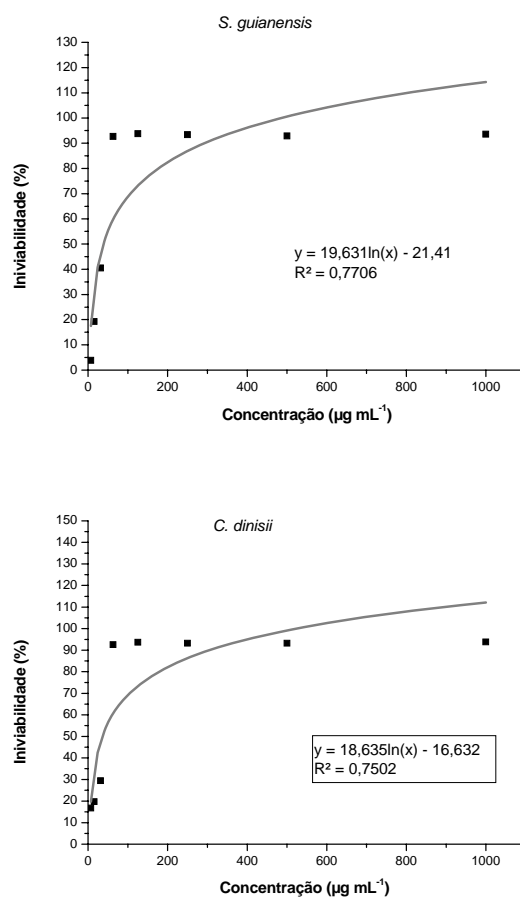 S. guianensis
130
120
110
100
90
80
70
60
50
40
30
20
10
0
Iniviabilidade (%)
y = 19,631ln(x) - 21,41
R² = 0,7706
0 200 400 600 800 1000
Concentração (µg mL⁻¹)
C. dinisii
150
140
130
120
110
100
90
80
70
60
50
40
30
20
10
0
Iniviabilidade (%)
y = 18,635ln(x) - 16,632
R² = 0,7502
0 200 400 600 800 1000
Concentração (µg mL⁻¹)